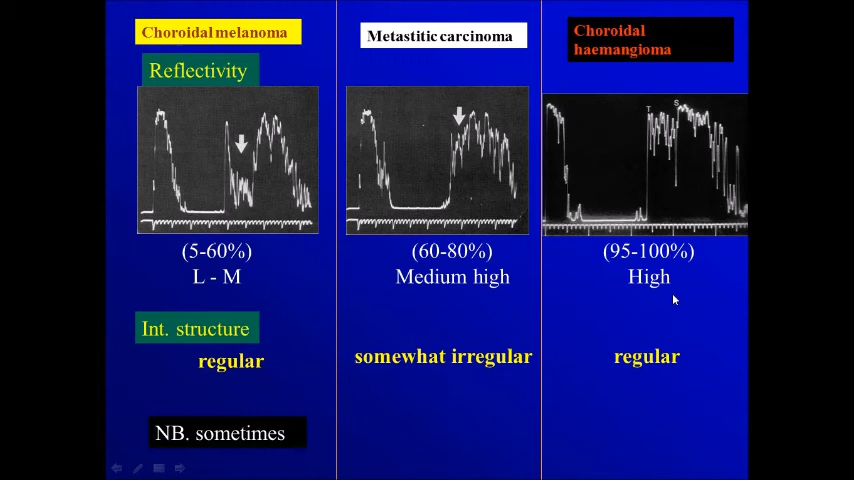 Choroidal melanoma
Metastitic carcinoma
Choroidal
haemangioma
Reflectivity
T
S
(5-60%)
L - M
(60-80%)
Medium high
(95-100%)
High
Int. structure
regular
somewhat irregular
regular
NB. sometimes